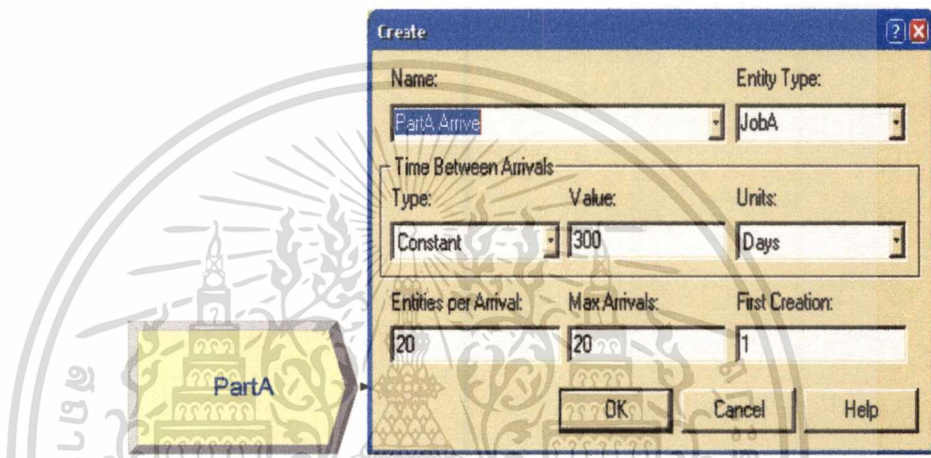 Create
Name:
Entity Type:
PartA Arrive
JobA
Time Between Arrivals
Type:
Value:
Units:
Constant
300
Days
Entities per Arrival:
Max Arrivals:
First Creation:
20
20
1
OK
Cancel
Help
PartA